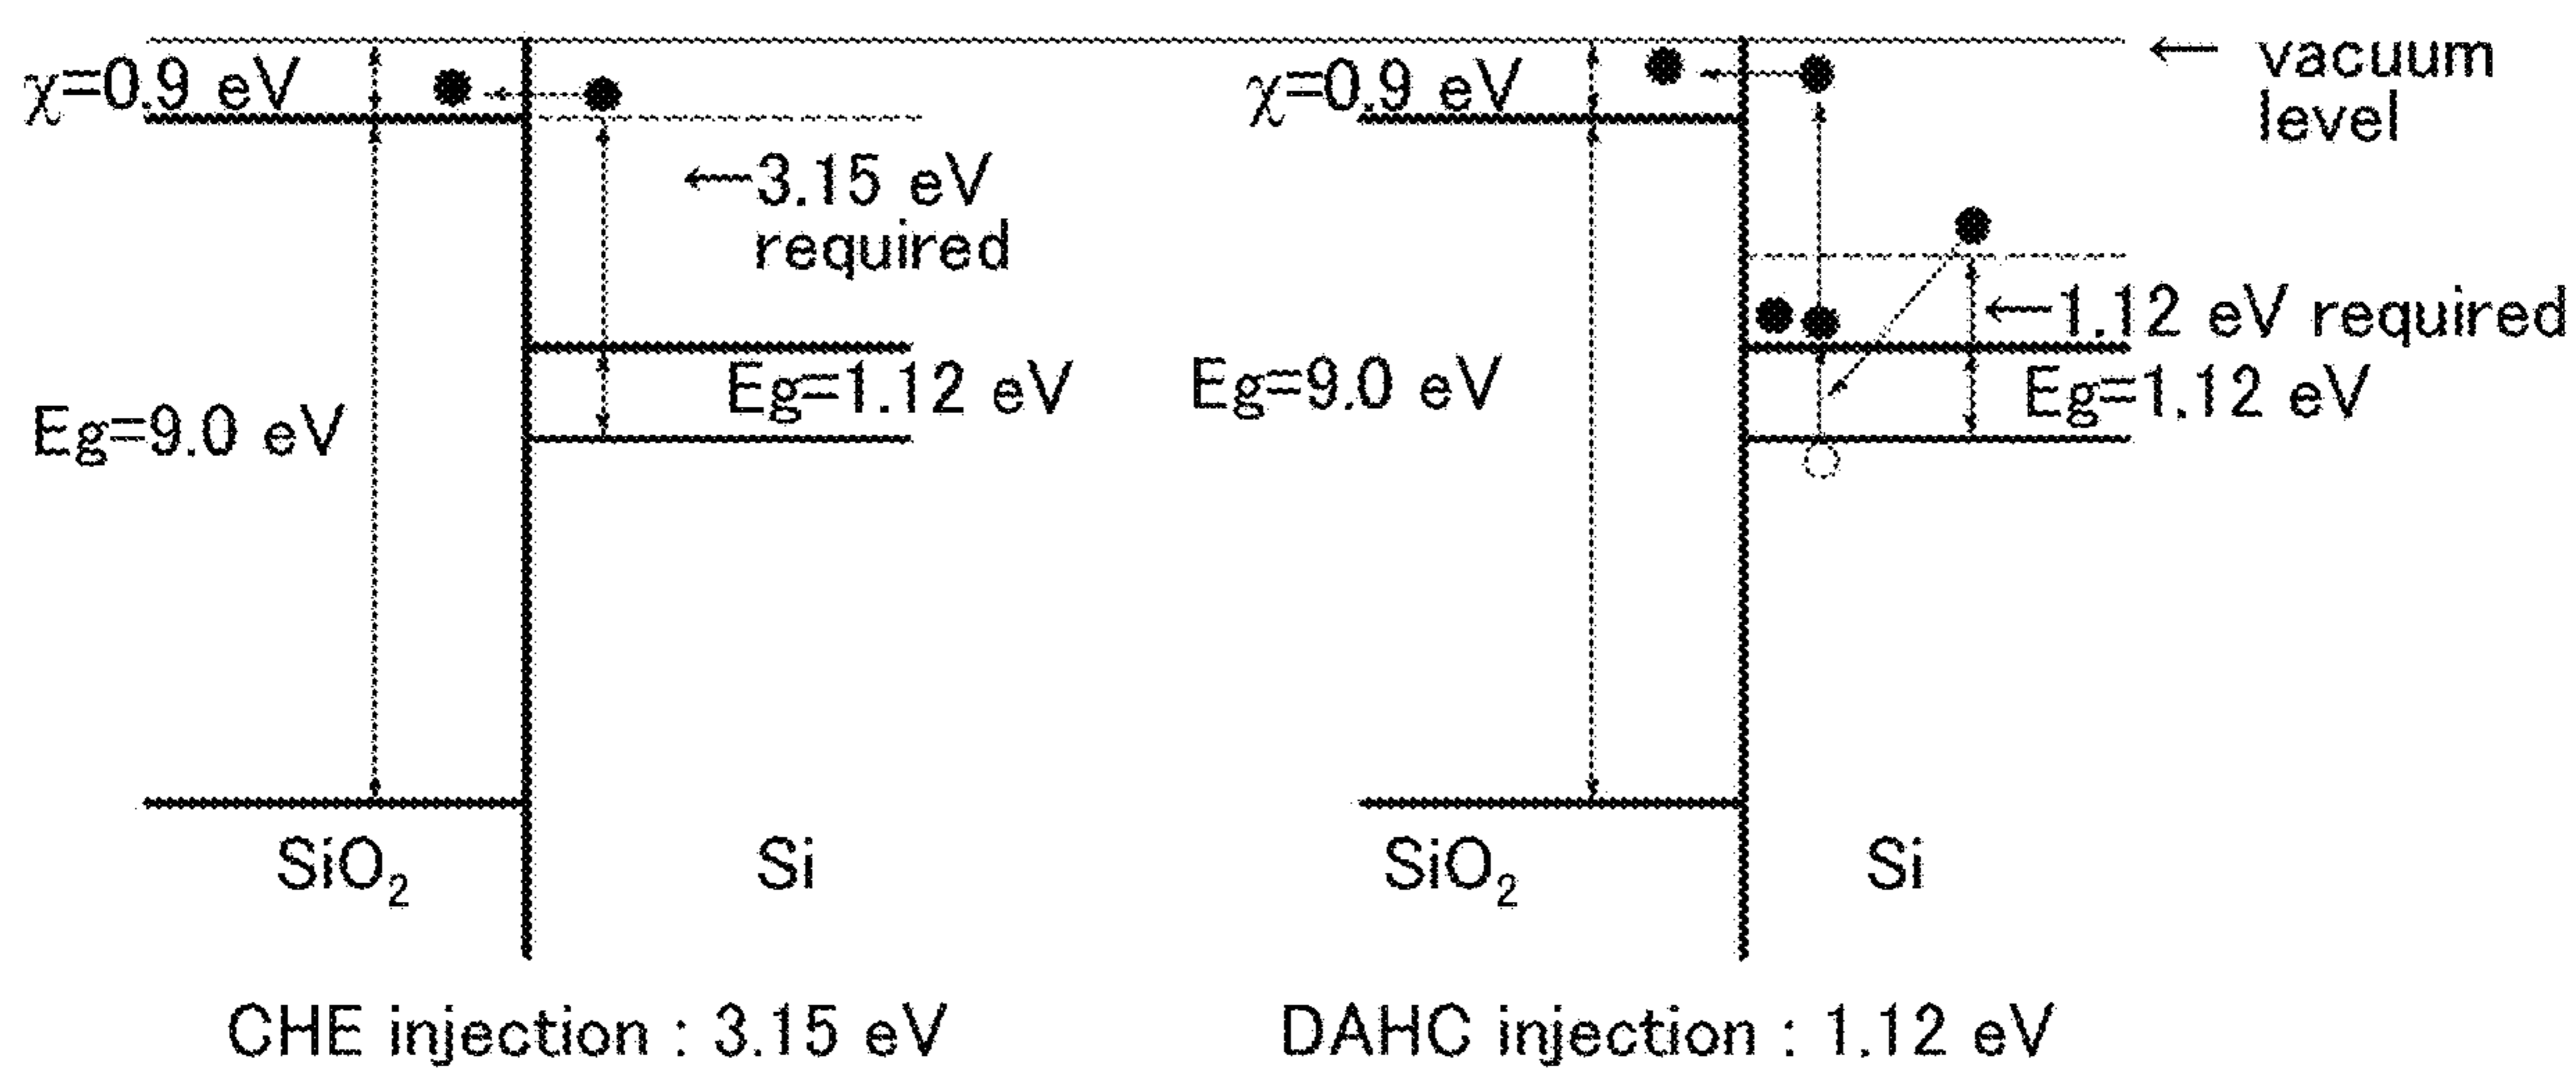 χ=0.9 eV
←3.15 eV
required
Eg=1.12 eV
Eg=9.0 eV
SiO₂
Si
CHE injection : 3.15 eV
χ=0.9 eV
← vacuum
level
←1.12 eV required
Eg=9.0 eV
Eg=1.12 eV
SiO₂
Si
DAHC injection : 1.12 eV